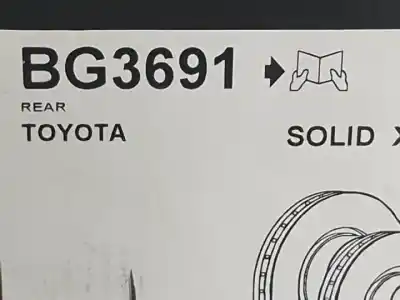 BG3691
REAR
TOYOTA
SOLID X